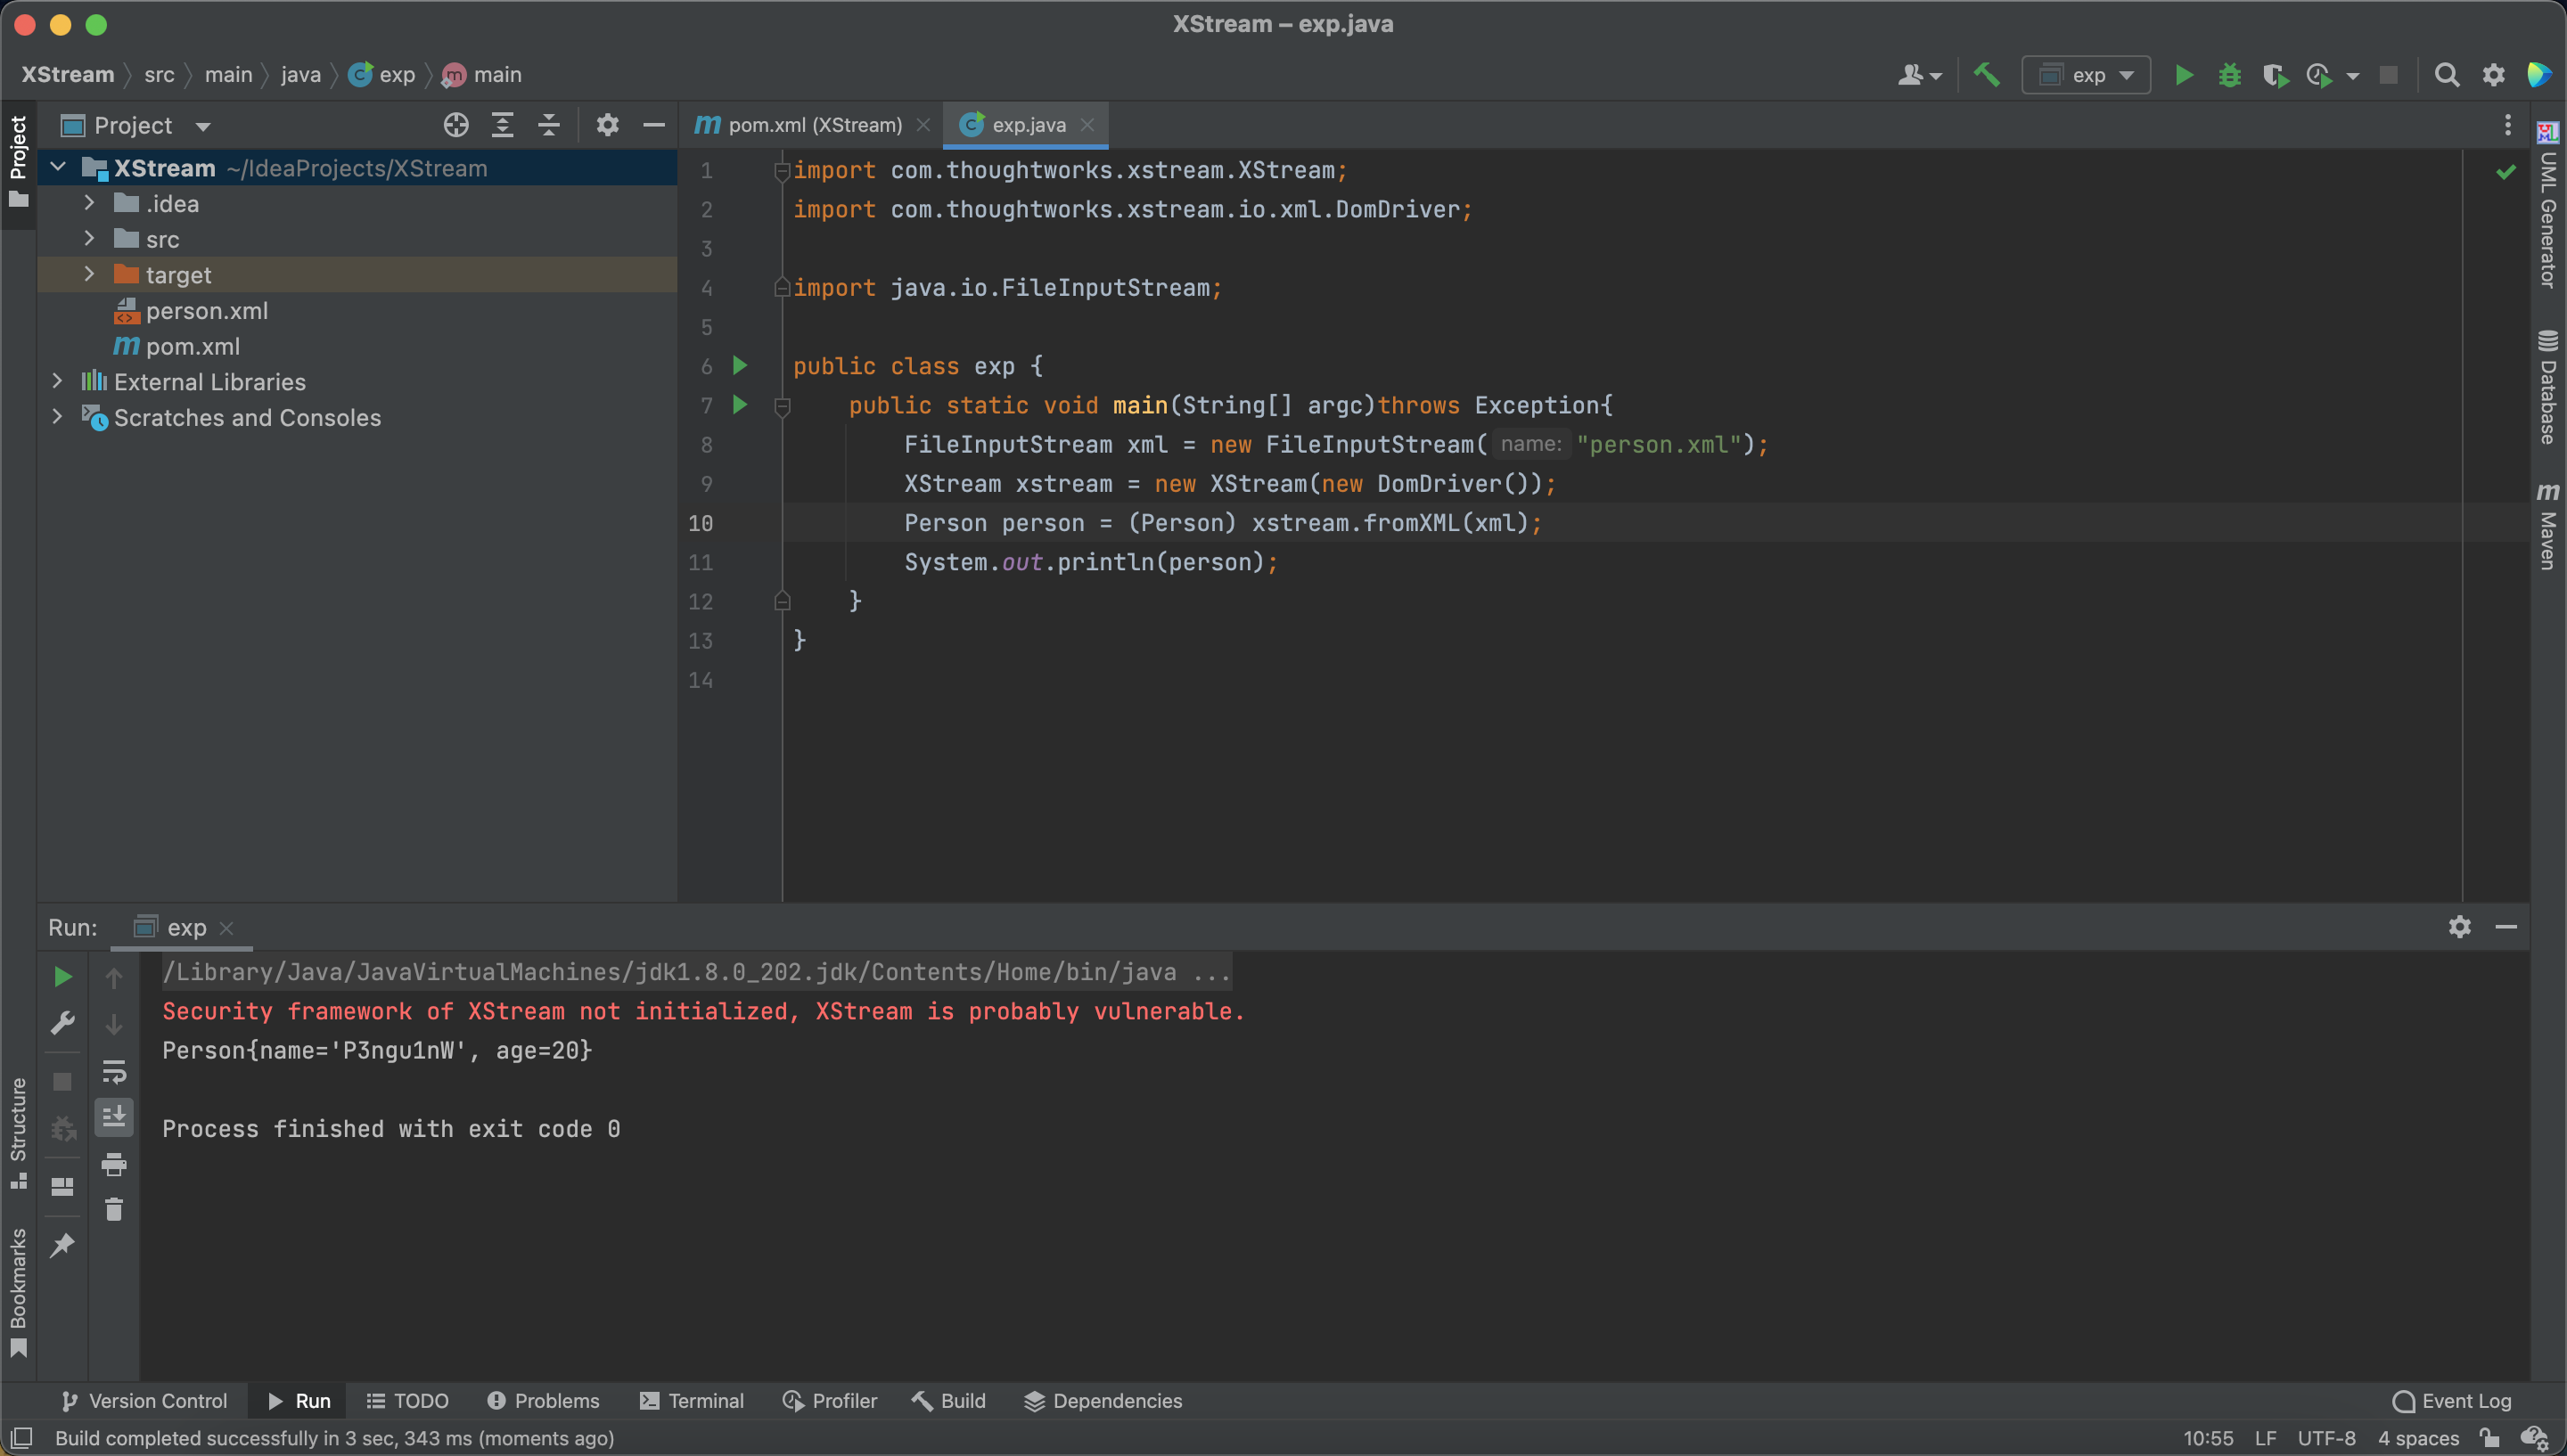 XStream – exp.java
XStream src main java exp main
exp
Project
Project
pom.xml (XStream)
exp.java
XStream ~/IdeaProjects/XStream
.idea
src
target
person.xml
pom.xml
External Libraries
Scratches and Consoles
1 import com.thoughtworks.xstream.XStream;
2 import com.thoughtworks.xstream.io.xml.DomDriver;
3
4 import java.io.FileInputStream;
5
6 public class exp {
7 public static void main(String[] argc)throws Exception{
8 FileInputStream xml = new FileInputStream( name: "person.xml");
9 XStream xstream = new XStream(new DomDriver());
10 Person person = (Person) xstream.fromXML(xml);
11 System.out.println(person);
12 }
13 }
14
UML Generator
Database
Maven
Run: exp
/Library/Java/JavaVirtualMachines/jdk1.8.0_202.jdk/Contents/Home/bin/java ...
Security framework of XStream not initialized, XStream is probably vulnerable.
Person{name='P3ngu1nW', age=20}
Process finished with exit code 0
Structure
Bookmarks
Version Control Run TODO Problems Terminal Profiler Build Dependencies Event Log
Build completed successfully in 3 sec, 343 ms (moments ago) 10:55 LF UTF-8 4 spaces